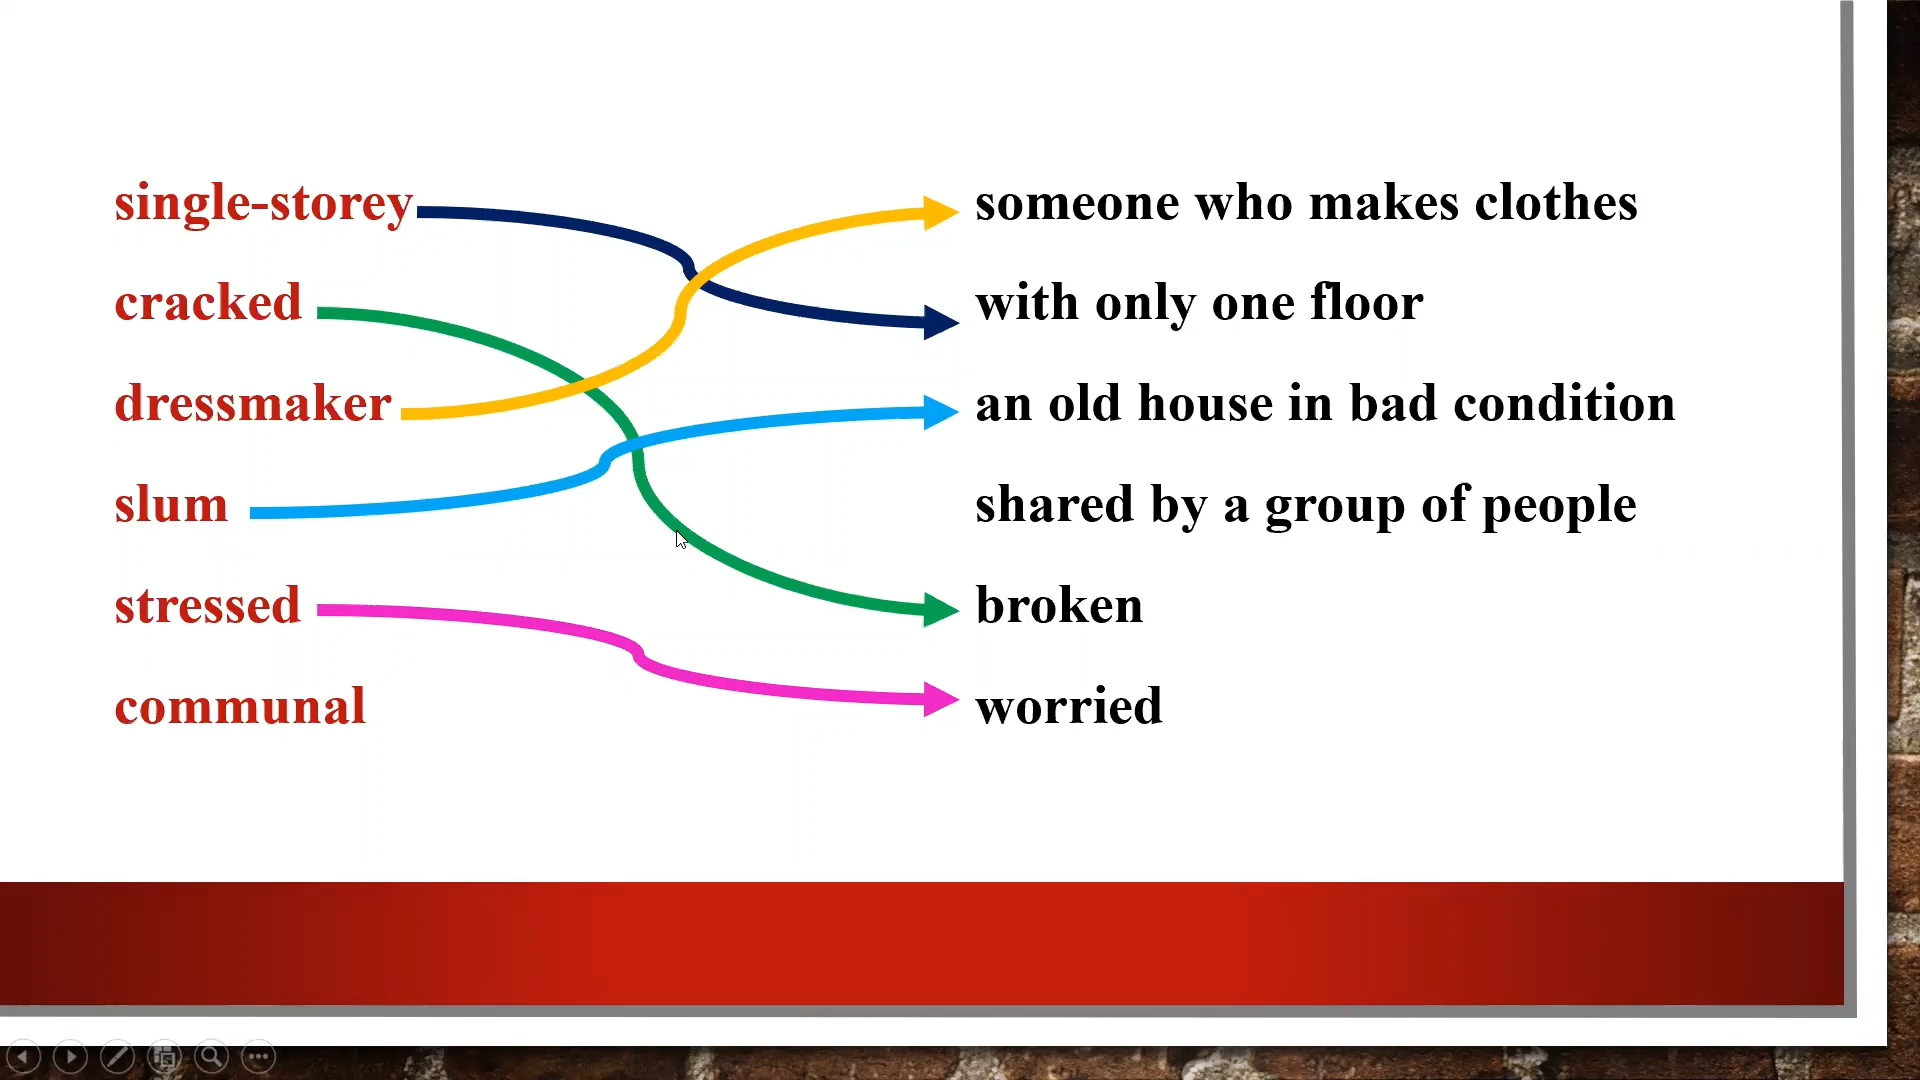 single-storey someone who makes clothes
cracked with only one floor
dressmaker an old house in bad condition
slum shared by a group of people
stressed broken
communal worried